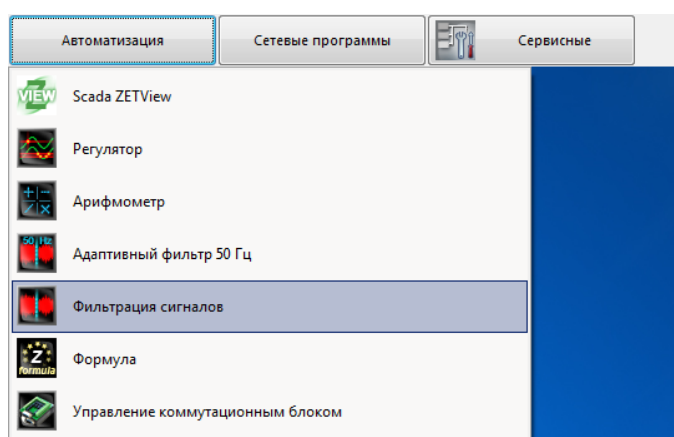 Автоматизация
Сетевые программы
Сервисные
VIEW
Scada ZETView
Регулятор
Арифмометр
50 Hz
Адаптивный фильтр 50 Гц
Фильтрация сигналов
Z
formula
Формула
Управление коммутационным блоком